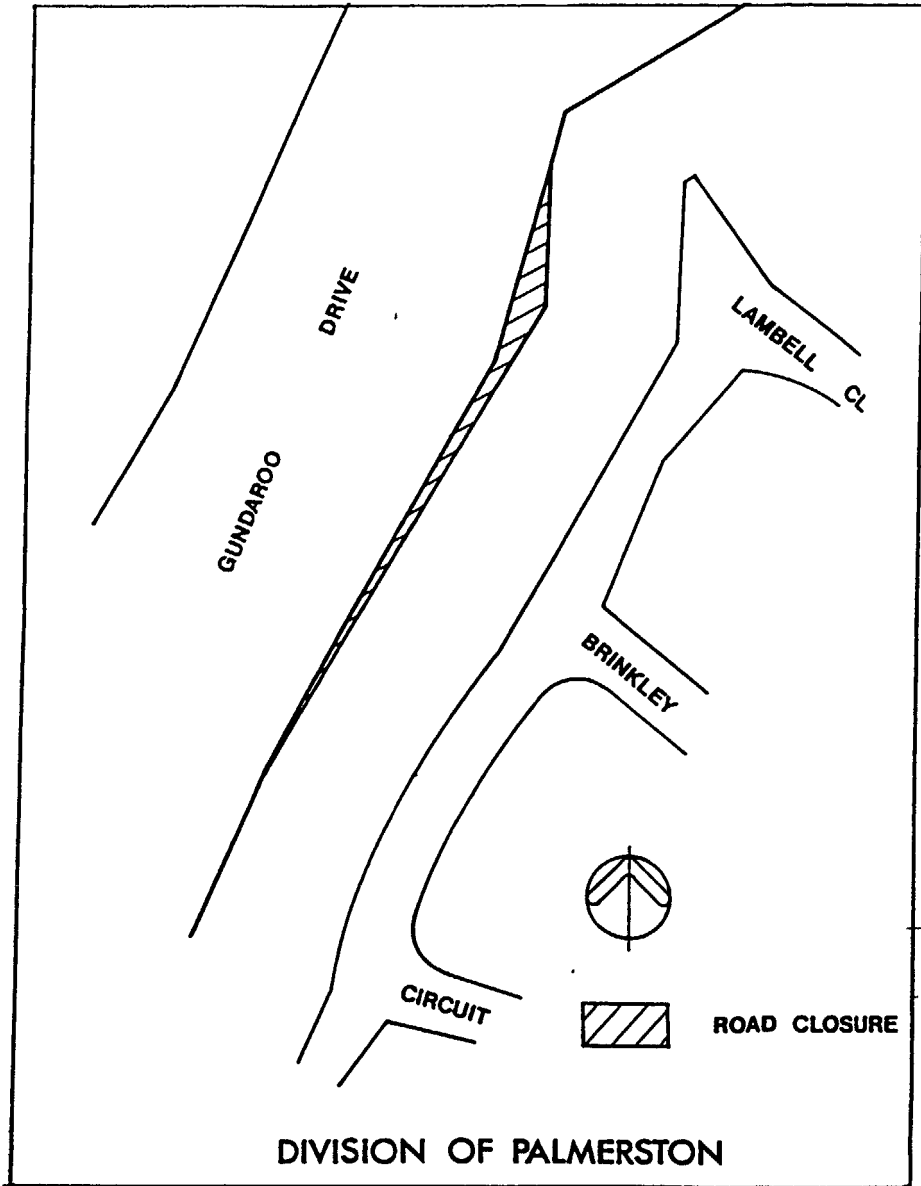 DRIVE
GUNDAROO
LAMBELL CL
BRINKLEY
CIRCUIT
ROAD CLOSURE
DIVISION OF PALMERSTON